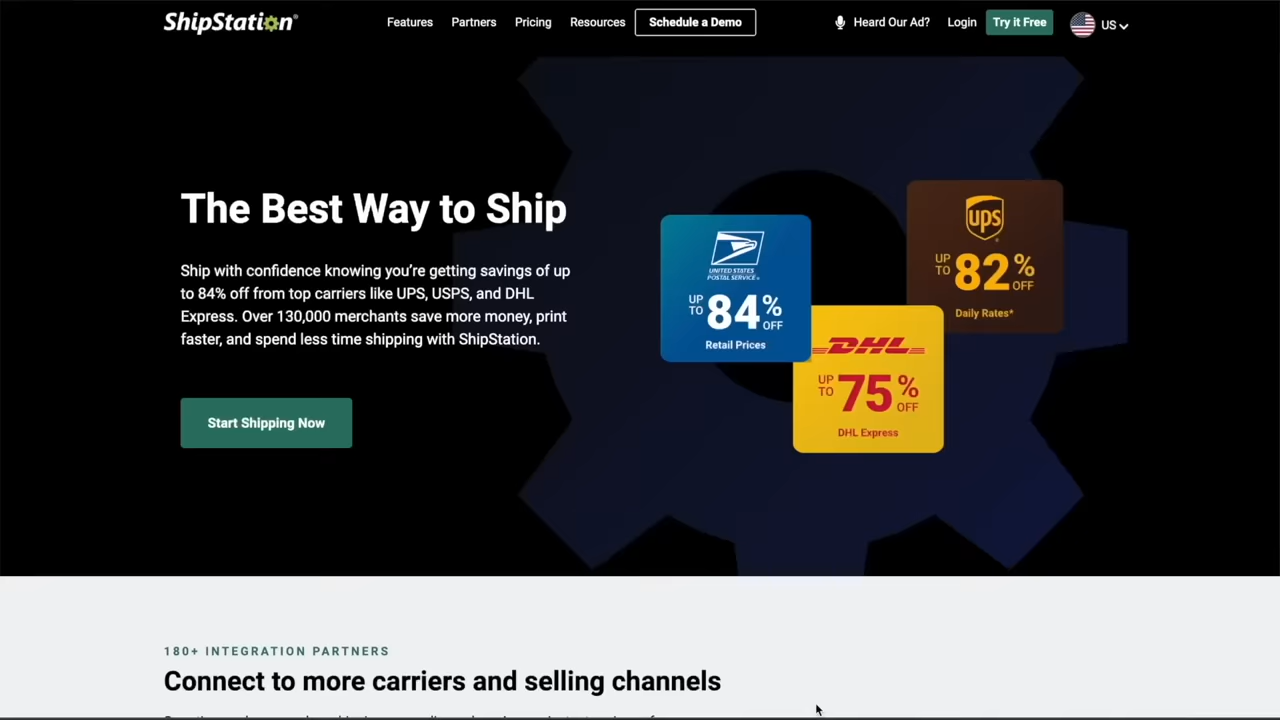 ShipStation®
Features
Partners
Pricing
Resources
Schedule a Demo
Heard Our Ad?
Login
Try it Free
US
The Best Way to Ship
Ship with confidence knowing you're getting savings of up
to 84% off from top carriers like UPS, USPS, and DHL
Express. Over 130,000 merchants save more money, print
faster, and spend less time shipping with ShipStation.
Start Shipping Now
UNITED STATES
POSTAL SERVICE®
UP TO 84% OFF
Retail Prices
ups
UP TO 82% OFF
Daily Rates*
DHL
UP TO 75% OFF
DHL Express
180+ INTEGRATION PARTNERS
Connect to more carriers and selling channels